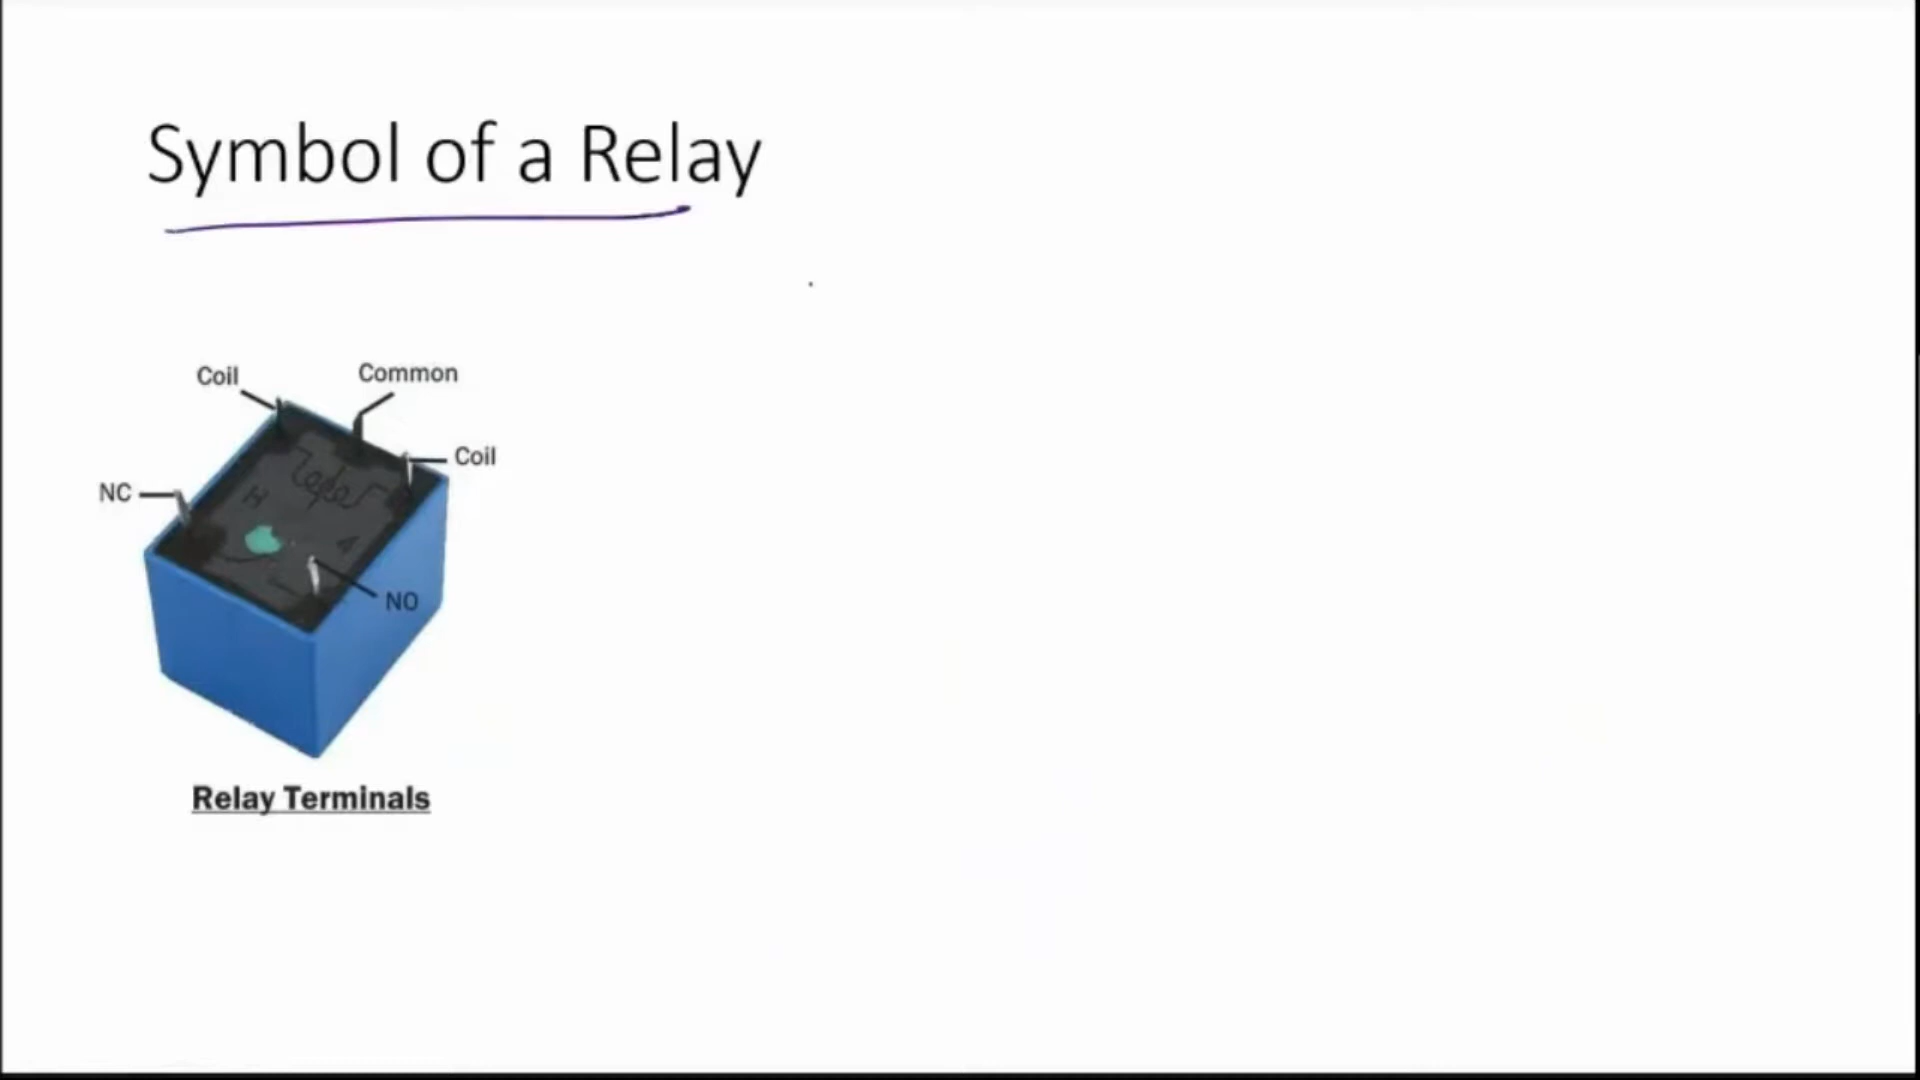 Symbol of a Relay
Coil
Common
Coil
NC
NO
Relay Terminals